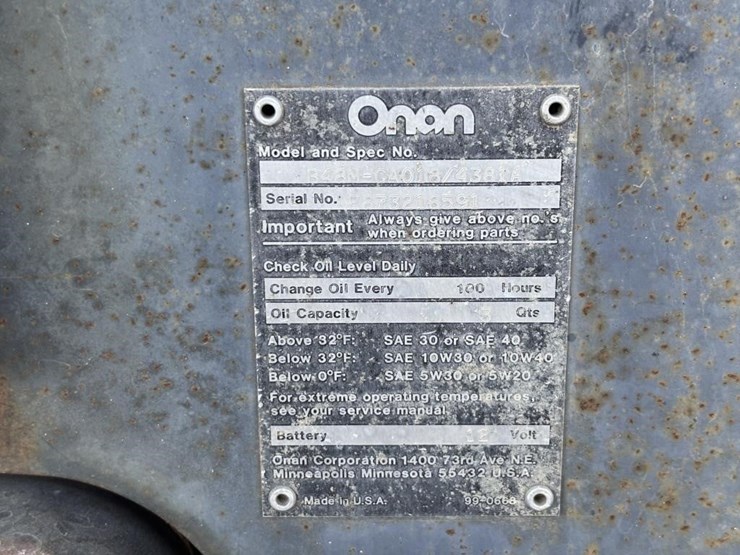 Onan
Model and Spec No.
Serial No.
Important Always give above no.'s
when ordering parts
Check Oil Level Daily
Change Oil Every 100 Hours
Oil Capacity Qts
Above 32°F: SAE 30 or SAE 40
Below 32°F: SAE 10W30 or 10W40
Below 0°F: SAE 5W30 or 5W20
For extreme operating temperatures,
see your service manual
Battery 12 Volt
Onan Corporation 1400 73rd Ave N.E.
Minneapolis Minnesota 55432 U.S.A.
Made in U.S.A. 99-0668